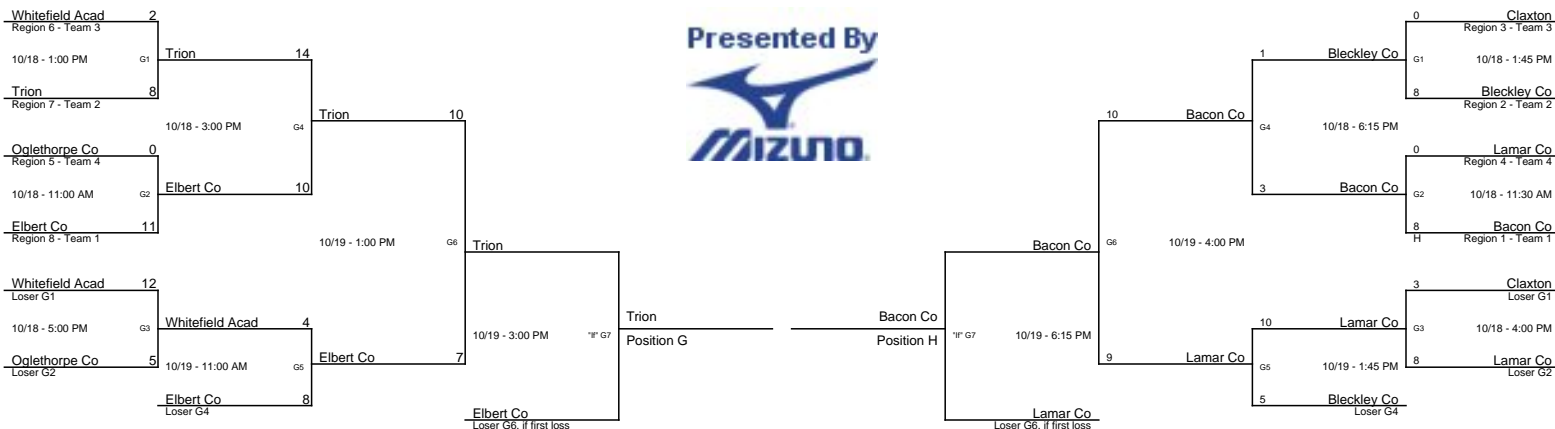 Whitefield Acad 2
Region 6 - Team 3
10/18 - 1:00 PM G1
Trion 8
Region 7 - Team 2
Trion 14
10/18 - 3:00 PM G4
Oglethorpe Co 0
Region 5 - Team 4
10/18 - 11:00 AM G2
Elbert Co 11
Region 8 - Team 1
Elbert Co 10
Trion 10
10/19 - 1:00 PM G6
Whitefield Acad 12
Loser G1
10/18 - 5:00 PM G3
Oglethorpe Co 5
Loser G2
Whitefield Acad 4
10/19 - 11:00 AM G5
Elbert Co 8
Loser G4
Elbert Co 7
Trion
10/19 - 3:00 PM "If" G7
Elbert Co
Loser G6, if first loss
Trion
Position G
Presented By
MIZUNO
Bacon Co
Position H
Bacon Co
"If" G7 10/19 - 6:15 PM
Lamar Co
Loser G6, if first loss
10 Bacon Co
G6 10/19 - 4:00 PM
9 Lamar Co
1 Bleckley Co
G4 10/18 - 6:15 PM
3 Bacon Co
0 Claxton
Region 3 - Team 3
G1 10/18 - 1:45 PM
8 Bleckley Co
Region 2 - Team 2
0 Lamar Co
Region 4 - Team 4
G2 10/18 - 11:30 AM
8 Bacon Co
H Region 1 - Team 1
10 Lamar Co
G5 10/19 - 1:45 PM
5 Bleckley Co
Loser G4
3 Claxton
Loser G1
G3 10/18 - 4:00 PM
8 Lamar Co
Loser G2